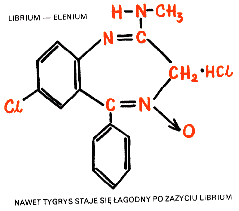 LIBRIUM — ELENIUM
H-N-CH3
N=C
CH2·HCl
Cl
C=N
O
NAWET TYGRYS STAJE SIĘ ŁAGODNY PO ZAŻYCIU LIBRIUM